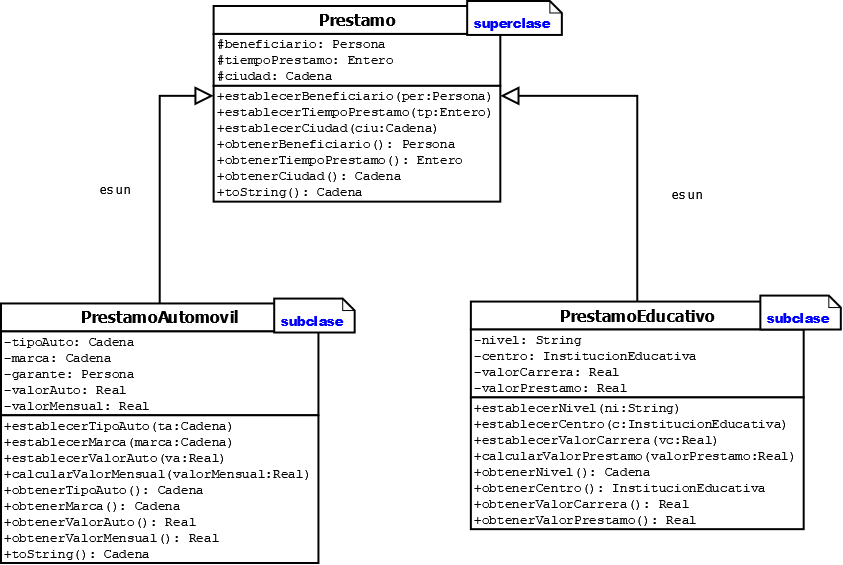 Prestamo
superclase
#beneficiario: Persona
#tiempoPrestamo: Entero
#ciudad: Cadena
+establecerBeneficiario(per:Persona)
+establecerTiempoPrestamo(tp:Entero)
+establecerCiudad(ciu:Cadena)
+obtenerBeneficiario(): Persona
+obtenerTiempoPrestamo(): Entero
+obtenerCiudad(): Cadena
+toString(): Cadena
es un
es un
PrestamoAutomovil
subclase
-tipoAuto: Cadena
-marca: Cadena
-garante: Persona
-valorAuto: Real
-valorMensual: Real
+establecerTipoAuto(ta:Cadena)
+establecerMarca(marca:Cadena)
+establecerValorAuto(va:Real)
+calcularValorMensual(valorMensual:Real)
+obtenerTipoAuto(): Cadena
+obtenerMarca(): Cadena
+obtenerValorAuto(): Real
+obtenerValorMensual(): Real
+toString(): Cadena
PrestamoEducativo
subclase
-nivel: String
-centro: InstitucionEducativa
-valorCarrera: Real
-valorPrestamo: Real
+establecerNivel(ni:String)
+establecerCentro(c:InstitucionEducativa)
+establecerValorCarrera(vc:Real)
+calcularValorPrestamo(valorPrestamo:Real)
+obtenerNivel(): Cadena
+obtenerCentro(): InstitucionEducativa
+obtenerValorCarrera(): Real
+obtenerValorPrestamo(): Real